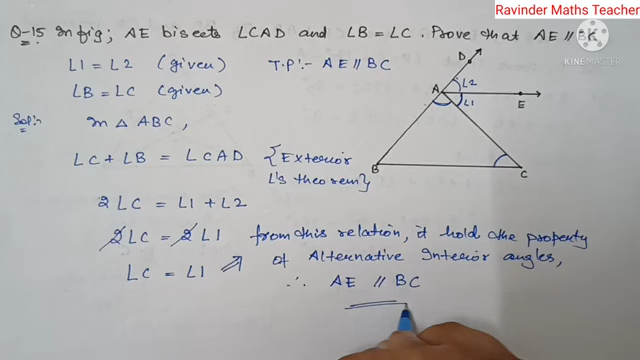 Ravinder Maths Teacher
Q-15 In fig; AE bisects ∠CAD and ∠B = ∠C. Prove that AE // BC
KINEMASTER
∠1 = ∠2 (given) T.P:- AE // BC
∠B = ∠C (given)
Sol:- In △ ABC,
∠C + ∠B = ∠CAD {Exterior ∠'s theorem}
2∠C = ∠1 + ∠2
2∠C = 2∠1 from this relation, it hold the property
∠C = ∠1 of Alternative Interior angles,
∴ AE // BC
D
A ∠2
∠1 E
B C